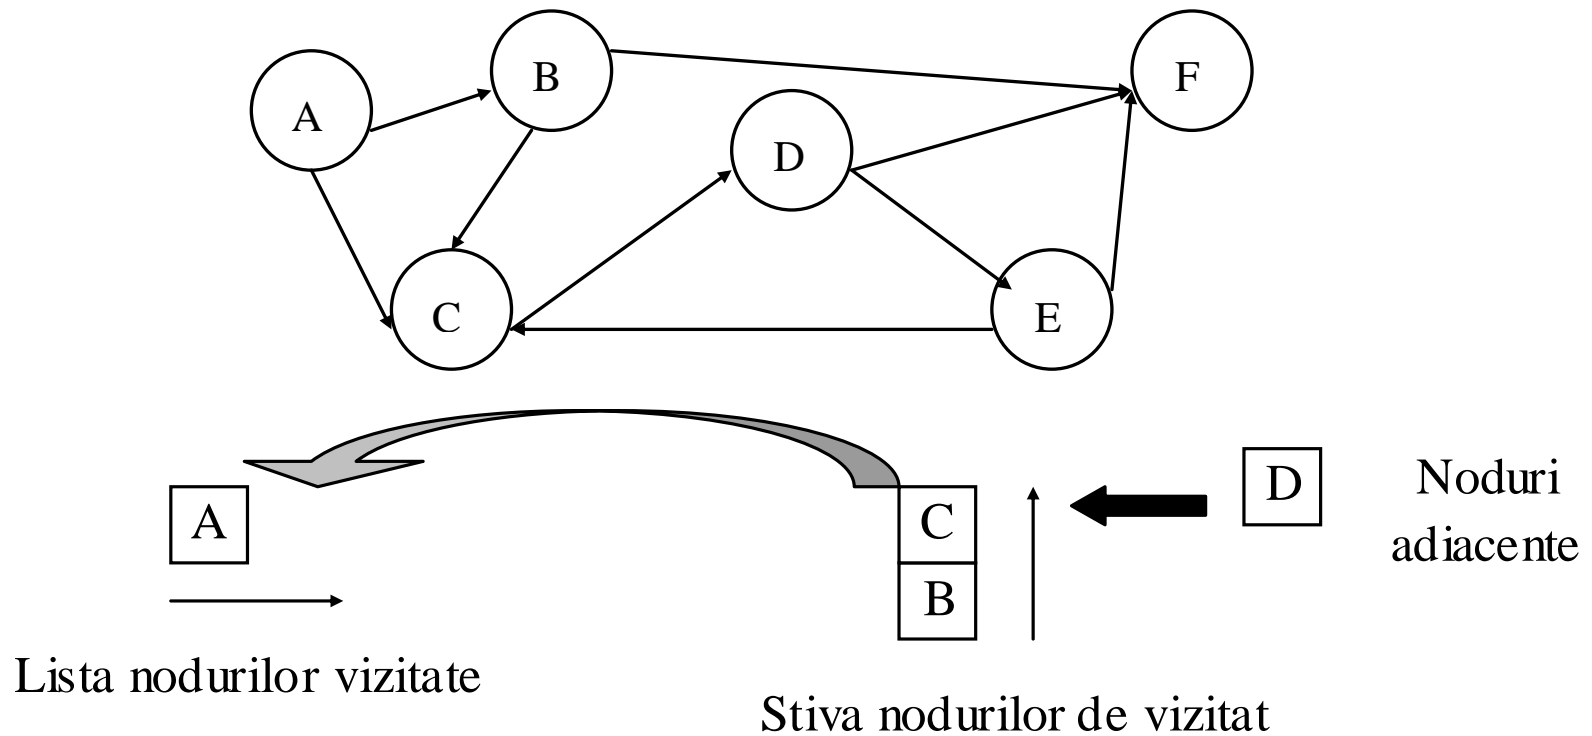 B
F
A
D
C
E
D
Noduri
adiacente
A
C
B
Lista nodurilor vizitate
Stiva nodurilor de vizitat